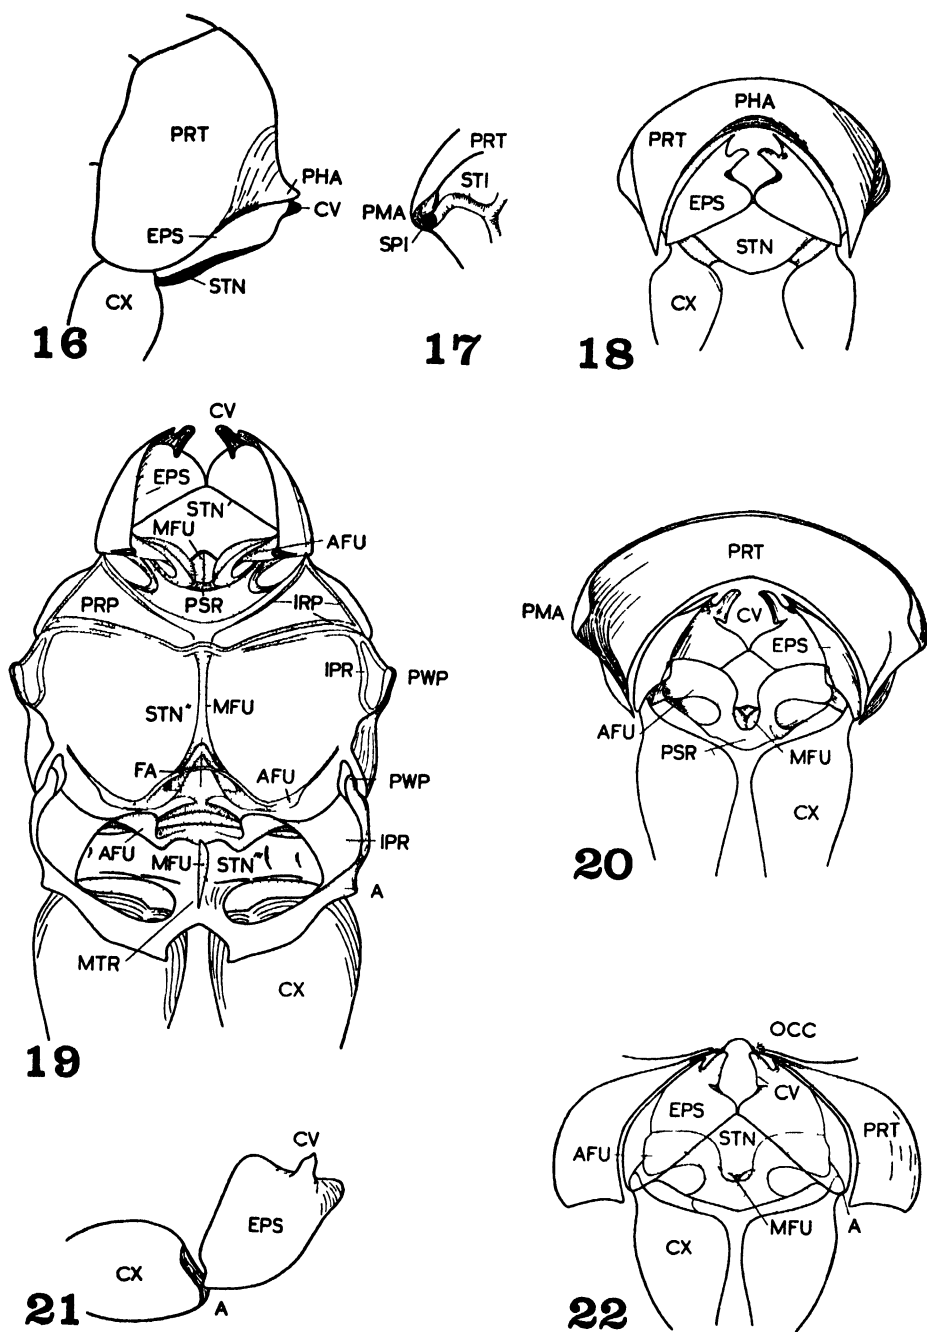 PRT
PHA
CV
EPS
STN
CX
16
PRT
STI
PMA
SPI
17
PHA
PRT
EPS
STN
CX
18
CV
EPS
STN'
MFU
AFU
PRP
PSR
IRP
IPR
PWP
STN"
MFU
FA
AFU
PWP
AFU
MFU
STN'''
IPR
A
MTR
CX
19
PRT
PMA
CV
EPS
AFU
PSR
MFU
CX
20
CV
EPS
CX
A
21
OCC
CV
EPS
STN
PRT
AFU
MFU
A
CX
22